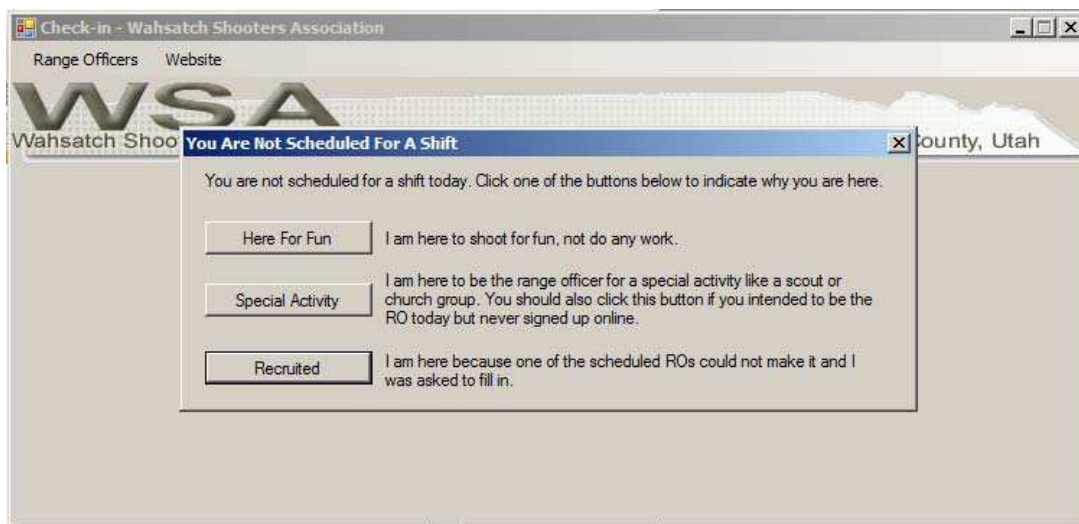 Check-in - Wahsatch Shooters Association
Range Officers Website
WSA
Wahsatch Shoo
County, Utah
You Are Not Scheduled For A Shift
You are not scheduled for a shift today. Click one of the buttons below to indicate why you are here.
Here For Fun
I am here to shoot for fun, not do any work.
Special Activity
I am here to be the range officer for a special activity like a scout or
church group. You should also click this button if you intended to be the
RO today but never signed up online.
Recruited
I am here because one of the scheduled ROs could not make it and I
was asked to fill in.